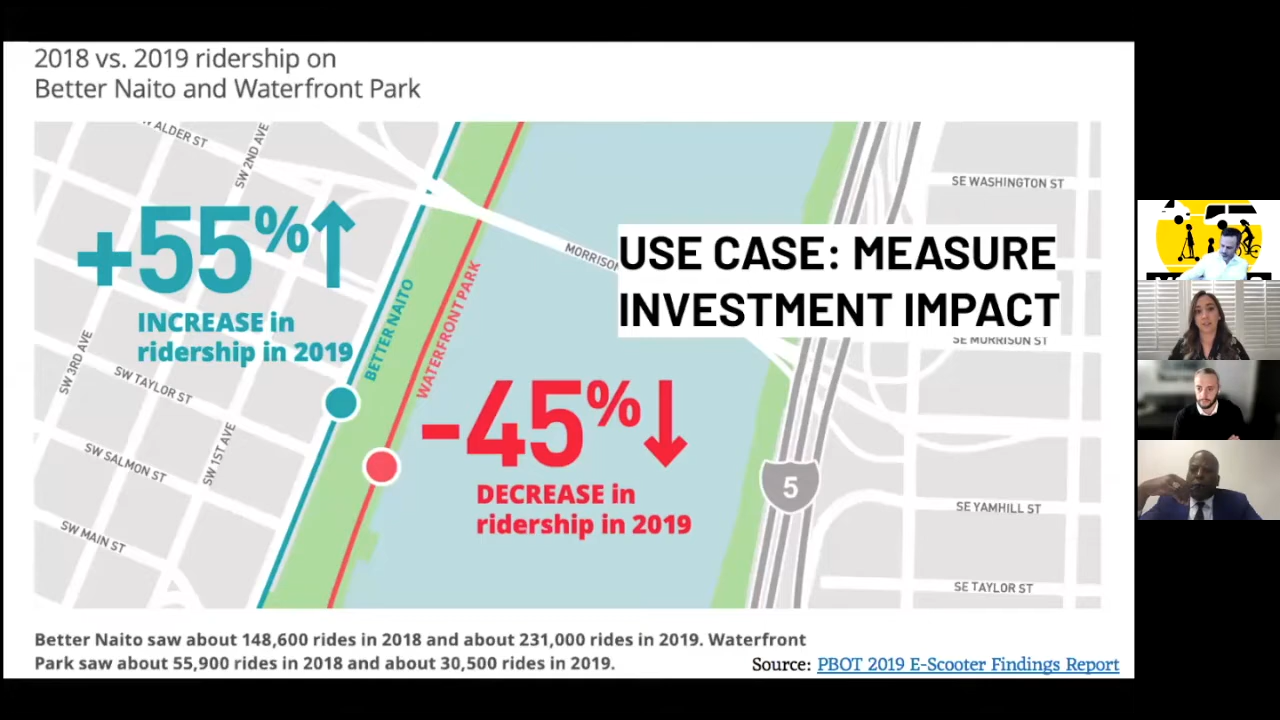 2018 vs. 2019 ridership on
Better Naito and Waterfront Park
SW 2ND AVE
SE WASHINGTON ST
+55%
MORRISON
USE CASE: MEASURE
INVESTMENT IMPACT
INCREASE in
ridership in 2019
BETTER NAITO
WATERFRONT PARK
SE MORRISON ST
SW 3RD AVE
SW TAYLOR ST
-45%
SW 1ST AVE
SW SALMON ST
DECREASE in
ridership in 2019
5
SE YAMHILL ST
SW MAIN ST
SE TAYLOR ST
Better Naito saw about 148,600 rides in 2018 and about 231,000 rides in 2019. Waterfront
Park saw about 55,900 rides in 2018 and about 30,500 rides in 2019.
Source: PBOT 2019 E-Scooter Findings Report